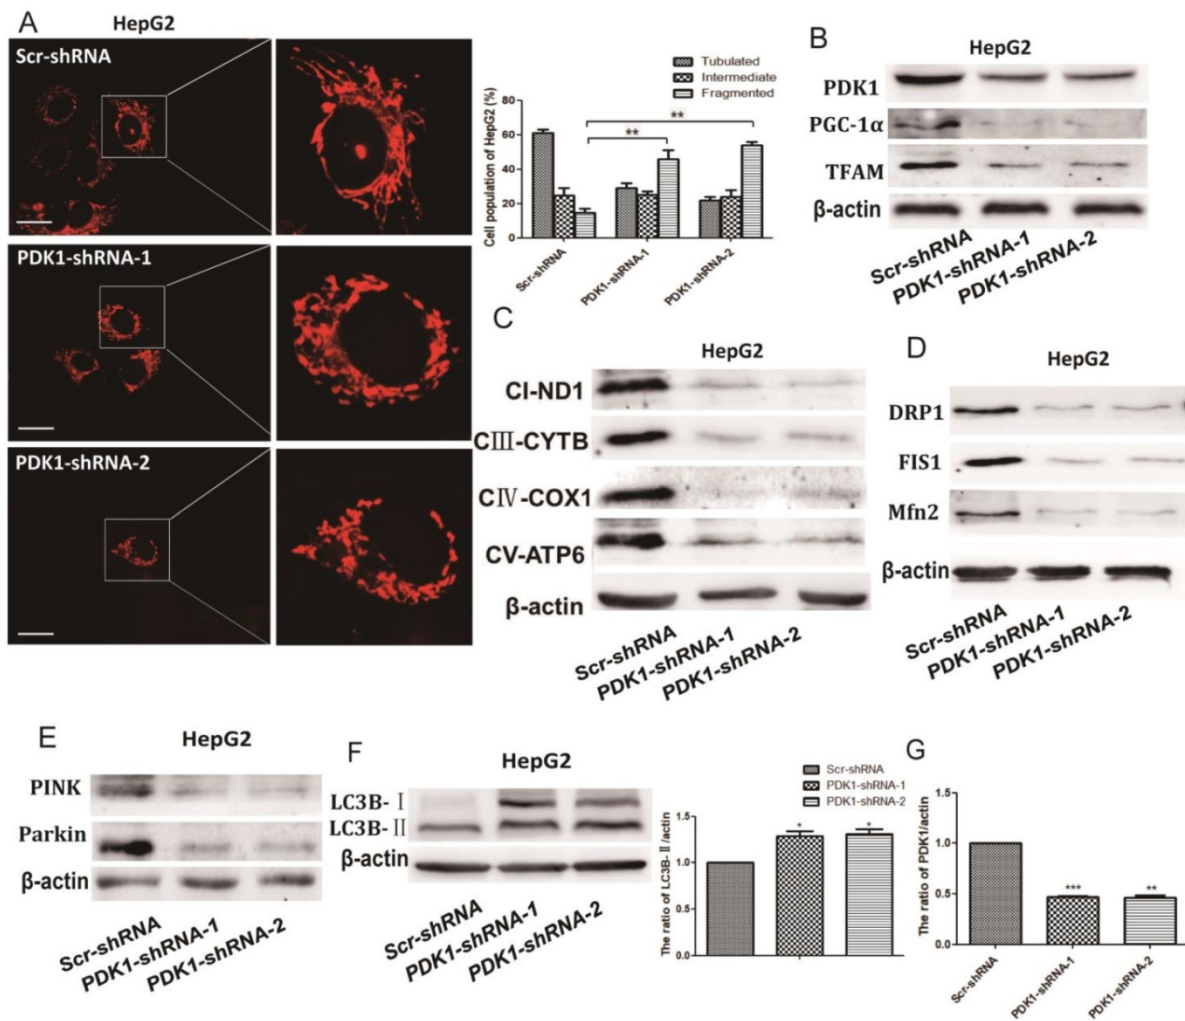 A
HepG2
Scr-shRNA
PDK1-shRNA-1
PDK1-shRNA-2
Tubulated
Intermediate
Fragmented
Cell population of HepG2 (%)
80
60
40
20
0
**
**
Scr-shRNA
PDK1-shRNA-1
PDK1-shRNA-2
B
HepG2
PDK1
PGC-1α
TFAM
β-actin
Scr-shRNA
PDK1-shRNA-1
PDK1-shRNA-2
C
HepG2
CI-ND1
CⅢ-CYTB
CⅣ-COX1
CV-ATP6
β-actin
Scr-shRNA
PDK1-shRNA-1
PDK1-shRNA-2
D
HepG2
DRP1
FIS1
Mfn2
β-actin
Scr-shRNA
PDK1-shRNA-1
PDK1-shRNA-2
E
HepG2
PINK
Parkin
β-actin
Scr-shRNA
PDK1-shRNA-1
PDK1-shRNA-2
F
HepG2
LC3B-Ⅰ
LC3B-Ⅱ
β-actin
Scr-shRNA
PDK1-shRNA-1
PDK1-shRNA-2
Scr-shRNA
PDK1-shRNA-1
PDK1-shRNA-2
The ratio of LC3B-Ⅱ/actin
1.5
1.0
0.5
0.0
*
*
G
The ratio of PDK1/actin
1.5
1.0
0.5
0.0
***
**
Scr-shRNA
PDK1-shRNA-1
PDK1-shRNA-2